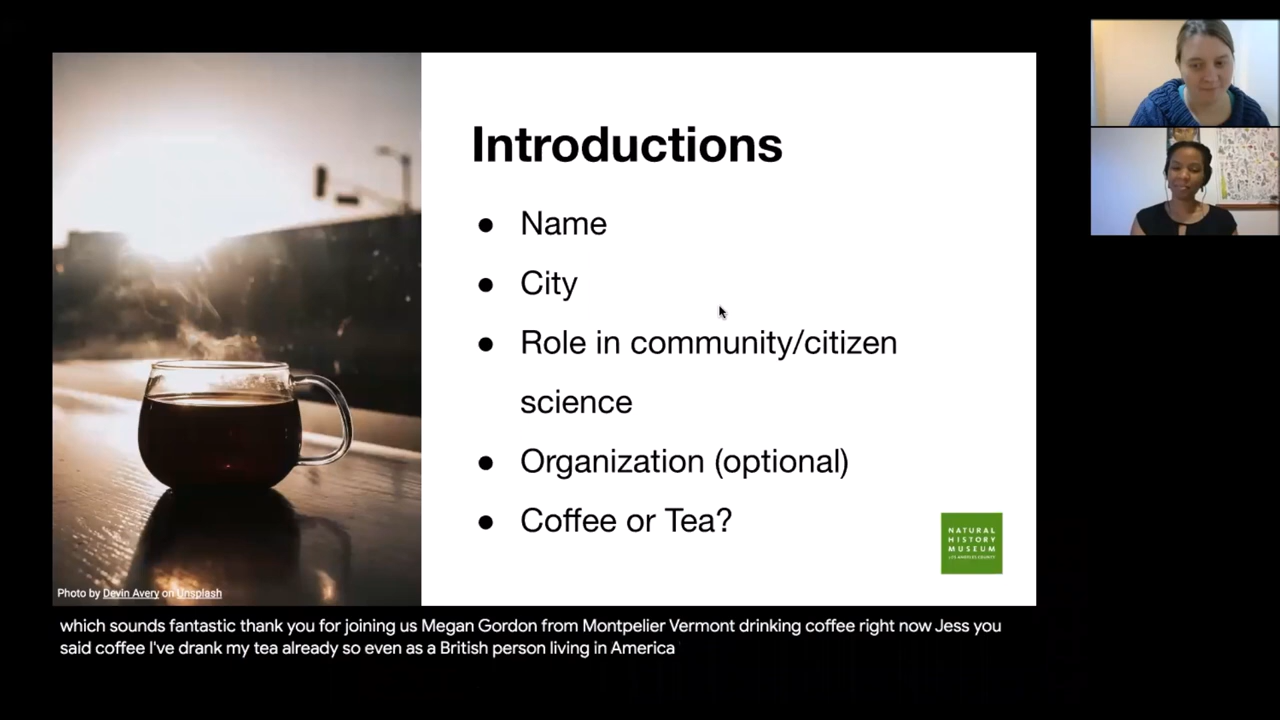 Introductions
● Name
● City
● Role in community/citizen
science
● Organization (optional)
● Coffee or Tea?
NATURAL
HISTORY
MUSEUM
LOS ANGELES COUNTY
Photo by Devin Avery on Unsplash
which sounds fantastic thank you for joining us Megan Gordon from Montpelier Vermont drinking coffee right now Jess you
said coffee I've drank my tea already so even as a British person living in America